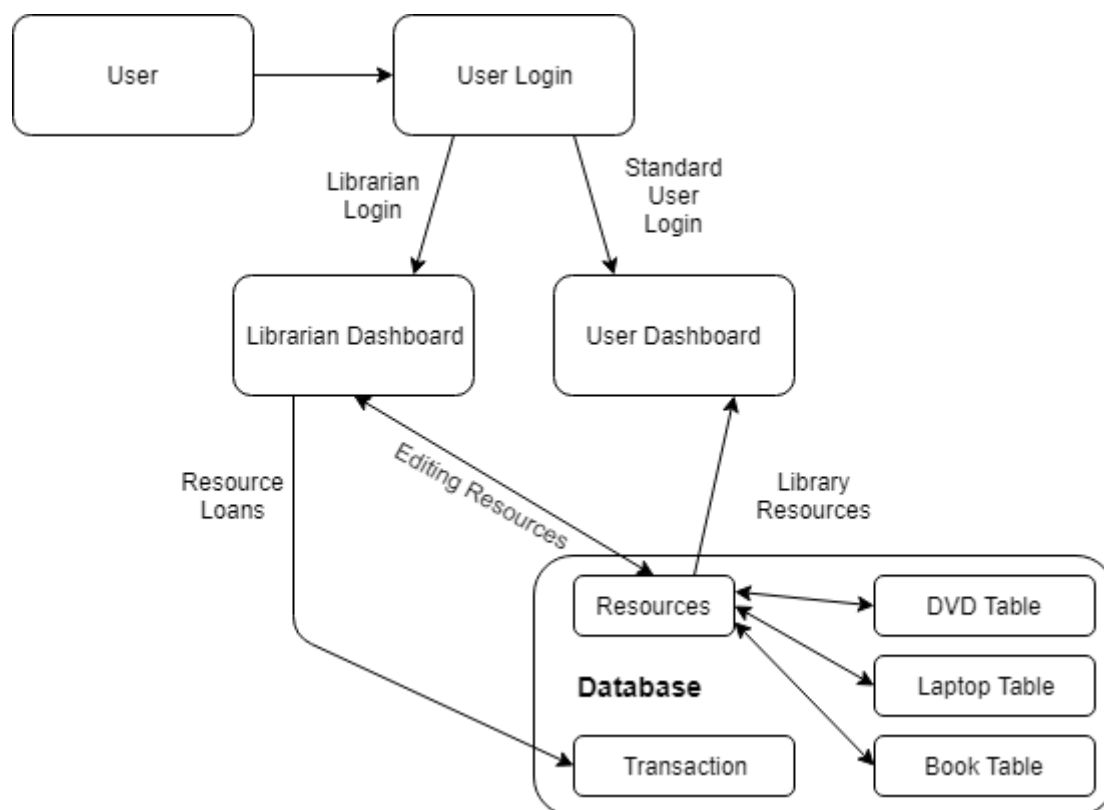 User
User Login
Librarian
Login
Standard
User
Login
Librarian Dashboard
User Dashboard
Resource
Loans
Editing Resources
Library
Resources
Resources
DVD Table
Database
Laptop Table
Transaction
Book Table